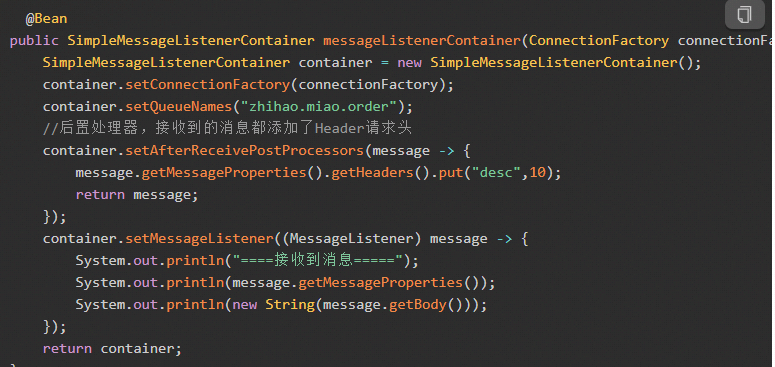 @Bean
public SimpleMessageListenerContainer messageListenerContainer(ConnectionFactory connectionFa
SimpleMessageListenerContainer container = new SimpleMessageListenerContainer();
container.setConnectionFactory(connectionFactory);
container.setQueueNames("zhihao.miao.order");
//后置处理器，接收到的消息都添加了Header请求头
container.setAfterReceivePostProcessors(message -> {
message.getMessageProperties().getHeaders().put("desc",10);
return message;
});
container.setMessageListener((MessageListener) message -> {
System.out.println("====接收到消息=====");
System.out.println(message.getMessageProperties());
System.out.println(new String(message.getBody()));
});
return container;